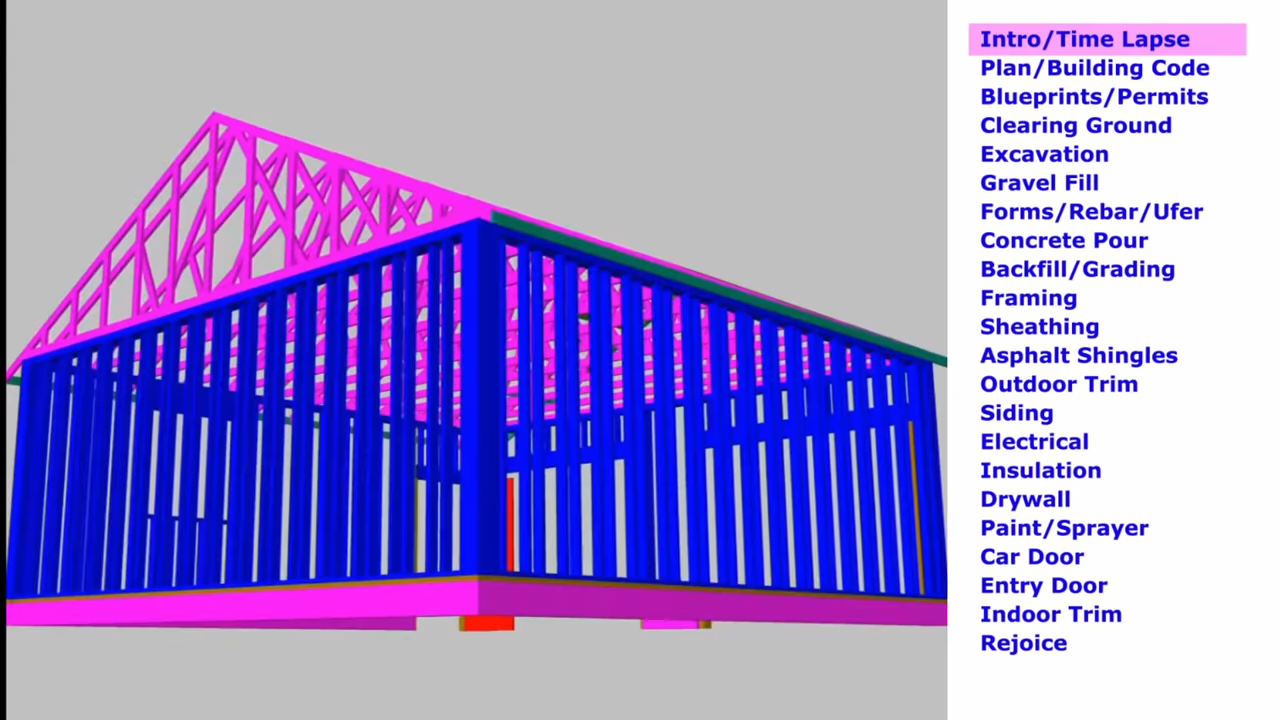 Intro/Time Lapse
Plan/Building Code
Blueprints/Permits
Clearing Ground
Excavation
Gravel Fill
Forms/Rebar/Ufer
Concrete Pour
Backfill/Grading
Framing
Sheathing
Asphalt Shingles
Outdoor Trim
Siding
Electrical
Insulation
Drywall
Paint/Sprayer
Car Door
Entry Door
Indoor Trim
Rejoice